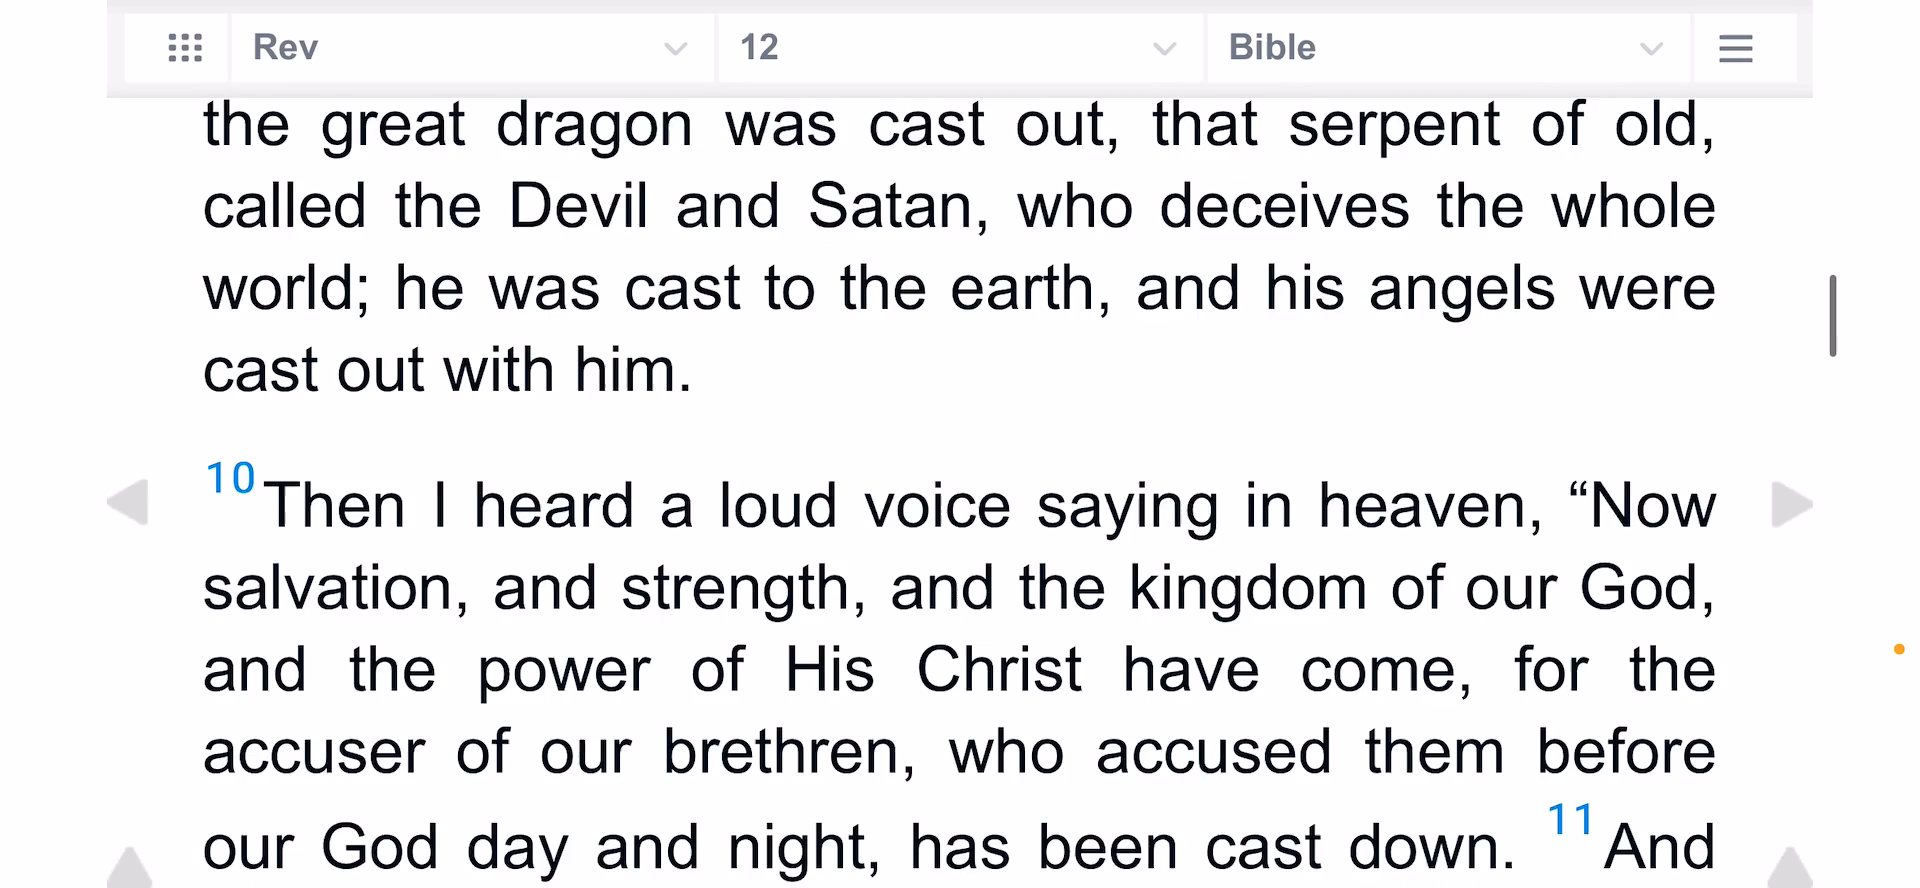 Rev 12 Bible
the great dragon was cast out, that serpent of old,
called the Devil and Satan, who deceives the whole
world; he was cast to the earth, and his angels were
cast out with him.
10 Then I heard a loud voice saying in heaven, “Now
salvation, and strength, and the kingdom of our God,
and the power of His Christ have come, for the
accuser of our brethren, who accused them before
our God day and night, has been cast down. 11 And